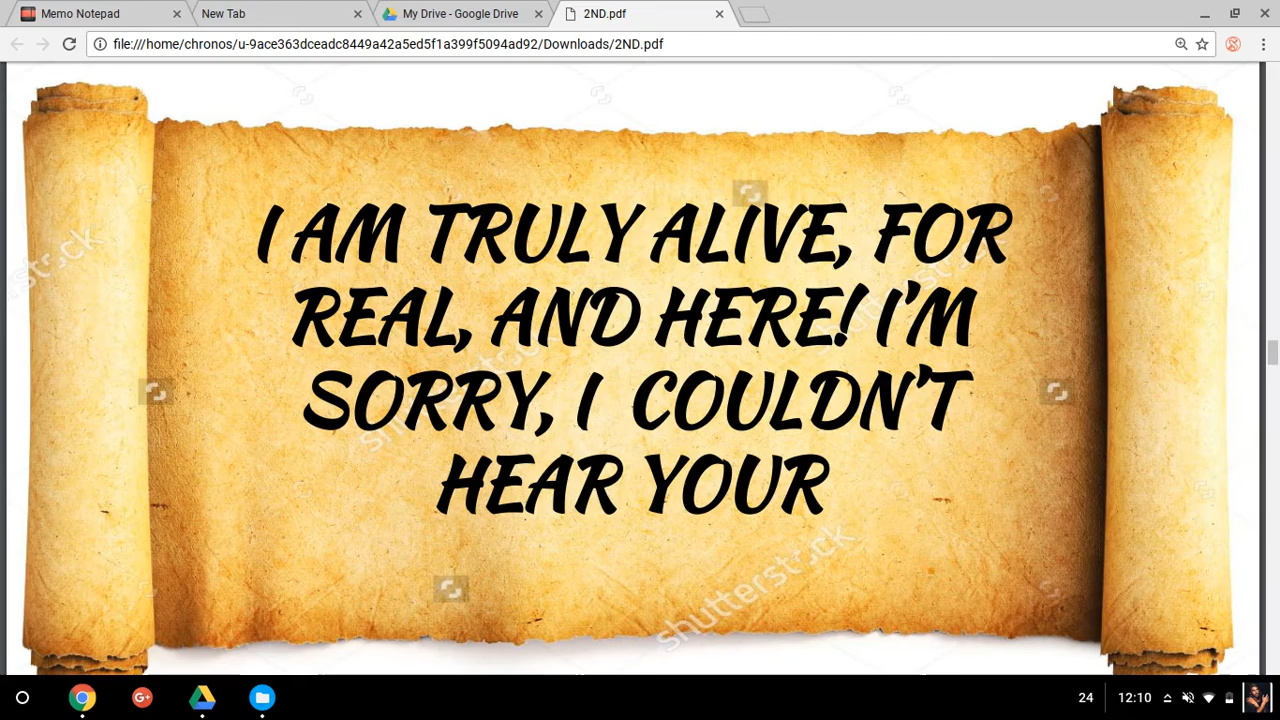 Memo Notepad
New Tab
My Drive - Google Drive
2ND.pdf
file:///home/chronos/u-9ace363dceadc8449a42a5ed5f1a399f5094ad92/Downloads/2ND.pdf
I AM TRULY ALIVE, FOR
REAL, AND HERE! I'M
SORRY, I COULDN'T
HEAR YOUR
shutterstock
24
12:10